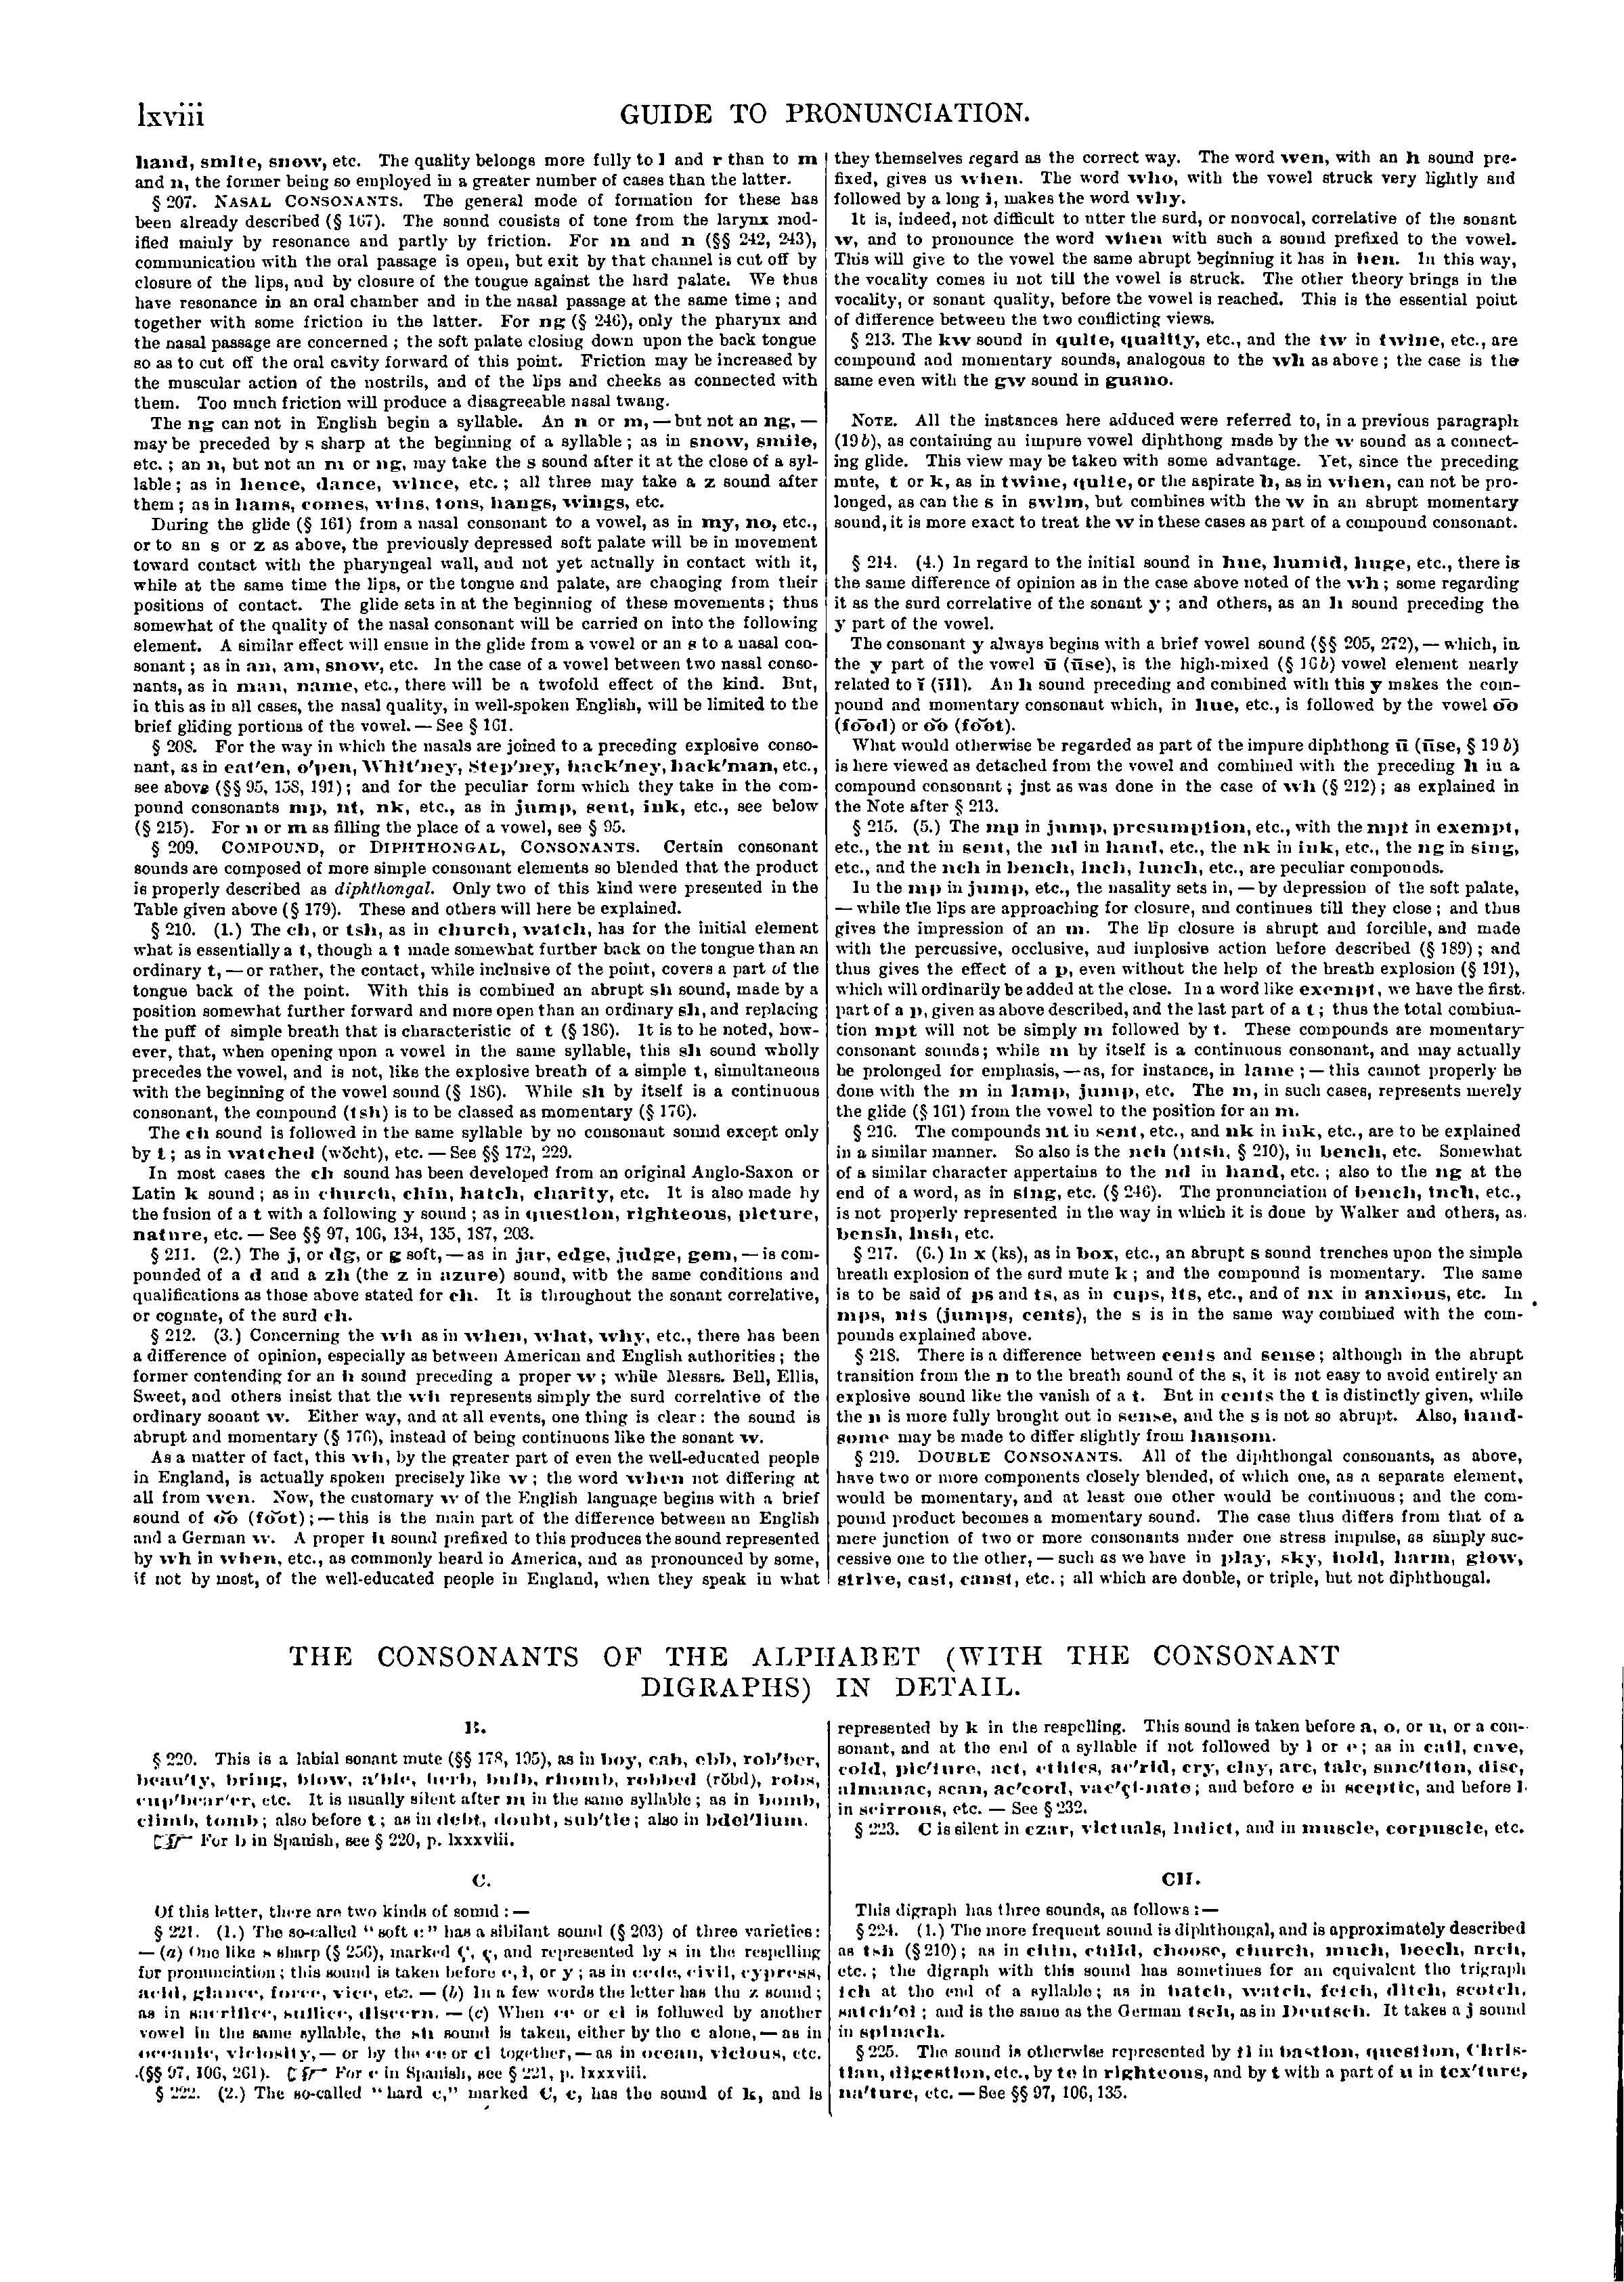 lxviii
GUIDE TO PRONUNCIATION.
hand, smite, snow, etc. The quality belongs more fully to l and r than to m
and n, the former being so employed in a greater number of cases than the latter.
§ 207. NASAL CONSONANTS. The general mode of formation for these has
been already described (§ 167). The sound consists of tone from the larynx mod-
ified mainly by resonance and partly by friction. For m and n (§§ 242, 243),
communication with the oral passage is open, but exit by that channel is cut off by
closure of the lips, and by closure of the tongue against the hard palate. We thus
have resonance in an oral chamber and in the nasal passage at the same time; and
together with some friction in the latter. For ng (§ 246), only the pharynx and
the nasal passage are concerned; the soft palate closing down upon the back tongue
so as to cut off the oral cavity forward of this point. Friction may be increased by
the muscular action of the nostrils, and of the lips and cheeks as connected with
them. Too much friction will produce a disagreeable nasal twang.
The ng can not in English begin a syllable. An n or m, — but not an ng, —
may be preceded by s sharp at the beginning of a syllable; as in snow, smile,
etc.; an n, but not an m or ng, may take the s sound after it at the close of a syl-
lable; as in hence, dance, wince, etc.; all three may take a z sound after
them; as in hams, comes, wins, tons, hangs, wings, etc.
During the glide (§ 161) from a nasal consonant to a vowel, as in my, no, etc.,
or to an s or z as above, the previously depressed soft palate will be in movement
toward contact with the pharyngeal wall, and not yet actually in contact with it,
while at the same time the lips, or the tongue and palate, are changing from their
positions of contact. The glide sets in at the beginning of these movements; thus
somewhat of the quality of the nasal consonant will be carried on into the following
element. A similar effect will ensue in the glide from a vowel or an s to a nasal con-
sonant; as in an, am, snow, etc. In the case of a vowel between two nasal conso-
nants, as in man, name, etc., there will be a twofold effect of the kind. But,
in this as in all cases, the nasal quality, in well-spoken English, will be limited to the
brief gliding portions of the vowel. — See § 161.
§ 208. For the way in which the nasals are joined to a preceding explosive conso-
nant, as in eat'en, o'pen, Whit'ney, Step'ney, hack'ney, hack'man, etc.,
see above (§§ 95, 158, 191); and for the peculiar form which they take in the com-
pound consonants mp, nt, nk, etc., as in jump, sent, ink, etc., see below
(§ 215). For n or m as filling the place of a vowel, see § 95.
§ 209. COMPOUND, or DIPHTHONGAL, CONSONANTS. Certain consonant
sounds are composed of more simple consonant elements so blended that the product
is properly described as diphthongal. Only two of this kind were presented in the
Table given above (§ 179). These and others will here be explained.
§ 210. (1.) The ch, or tsh, as in church, watch, has for the initial element
what is essentially a t, though a t made somewhat further back on the tongue than an
ordinary t, — or rather, the contact, while inclusive of the point, covers a part of the
tongue back of the point. With this is combined an abrupt sh sound, made by a
position somewhat further forward and more open than an ordinary sh, and replacing
the puff of simple breath that is characteristic of t (§ 186). It is to be noted, how-
ever, that, when opening upon a vowel in the same syllable, this sh sound wholly
precedes the vowel, and is not, like the explosive breath of a simple t, simultaneous
with the beginning of the vowel sound (§ 186). While sh by itself is a continuous
consonant, the compound (tsh) is to be classed as momentary (§ 176).
The ch sound is followed in the same syllable by no consonant sound except only
by t; as in watched (wŏcht), etc. — See §§ 172, 229.
In most cases the ch sound has been developed from an original Anglo-Saxon or
Latin k sound; as in church, chin, hatch, charity, etc. It is also made by
the fusion of a t with a following y sound; as in question, righteous, picture,
nature, etc. — See §§ 97, 106, 134, 135, 187, 203.
§ 211. (2.) The j, or dg, or g soft, — as in jar, edge, judge, gem, — is com-
pounded of a d and a zh (the z in azure) sound, with the same conditions and
qualifications as those above stated for ch. It is throughout the sonant correlative,
or cognate, of the surd ch.
§ 212. (3.) Concerning the wh as in when, what, why, etc., there has been
a difference of opinion, especially as between American and English authorities; the
former contending for an h sound preceding a proper w; while Messrs. Bell, Ellis,
Sweet, and others insist that the wh represents simply the surd correlative of the
ordinary sonant w. Either way, and at all events, one thing is clear: the sound is
abrupt and momentary (§ 176), instead of being continuous like the sonant w.
As a matter of fact, this wh, by the greater part of even the well-educated people
in England, is actually spoken precisely like w; the word when not differing at
all from wen. Now, the customary w of the English language begins with a brief
sound of o͝o (fo͝ot); — this is the main part of the difference between an English
and a German w. A proper h sound prefixed to this produces the sound represented
by wh in when, etc., as commonly heard in America, and as pronounced by some,
if not by most, of the well-educated people in England, when they speak in what
they themselves regard as the correct way. The word wen, with an h sound pre-
fixed, gives us when. The word who, with the vowel struck very lightly and
followed by a long i, makes the word why.
It is, indeed, not difficult to utter the surd, or nonvocal, correlative of the sonant
w, and to pronounce the word when with such a sound prefixed to the vowel.
This will give to the vowel the same abrupt beginning it has in hen. In this way,
the vocality comes in not till the vowel is struck. The other theory brings in the
vocality, or sonant quality, before the vowel is reached. This is the essential point
of difference between the two conflicting views.
§ 213. The kw sound in quite, quality, etc., and the tw in twine, etc., are
compound and momentary sounds, analogous to the wh as above; the case is the
same even with the gw sound in guano.
NOTE. All the instances here adduced were referred to, in a previous paragraph
(19 b), as containing an impure vowel diphthong made by the w sound as a connect-
ing glide. This view may be taken with some advantage. Yet, since the preceding
mute, t or k, as in twine, quite, or the aspirate h, as in when, can not be pro-
longed, as can the s in swim, but combines with the w in an abrupt momentary
sound, it is more exact to treat the w in these cases as part of a compound consonant.
§ 214. (4.) In regard to the initial sound in hue, humid, huge, etc., there is
the same difference of opinion as in the case above noted of the wh; some regarding
it as the surd correlative of the sonant y; and others, as an h sound preceding the
y part of the vowel.
The consonant y always begins with a brief vowel sound (§§ 205, 272), — which, in
the y part of the vowel ū (ūse), is the high-mixed (§ 16 b) vowel element nearly
related to ĭ (ĭll). An h sound preceding and combined with this y makes the com-
pound and momentary consonant which, in hue, etc., is followed by the vowel o͞o
(fo͞od) or o͝o (fo͝ot).
What would otherwise be regarded as part of the impure diphthong ū (ūse, § 19 b)
is here viewed as detached from the vowel and combined with the preceding h in a
compound consonant; just as was done in the case of wh (§ 212); as explained in
the Note after § 213.
§ 215. (5.) The mp in jump, presumption, etc., with the mpt in exempt,
etc., the nt in sent, the nd in hand, etc., the nk in ink, etc., the ng in sing,
etc., and the nch in bench, inch, lunch, etc., are peculiar compounds.
In the mp in jump, etc., the nasality sets in, — by depression of the soft palate,
— while the lips are approaching for closure, and continues till they close; and thus
gives the impression of an m. The lip closure is abrupt and forcible, and made
with the percussive, occlusive, and implosive action before described (§ 189); and
thus gives the effect of a p, even without the help of the breath explosion (§ 191),
which will ordinarily be added at the close. In a word like exempt, we have the first
part of a p, given as above described, and the last part of a t; thus the total combina-
tion mpt will not be simply m followed by t. These compounds are momentary
consonant sounds; while m by itself is a continuous consonant, and may actually
be prolonged for emphasis, — as, for instance, in lame; — this cannot properly be
done with the m in lamp, jump, etc. The m, in such cases, represents merely
the glide (§ 161) from the vowel to the position for an m.
§ 216. The compounds nt in sent, etc., and nk in ink, etc., are to be explained
in a similar manner. So also is the nch (ntsh, § 210), in bench, etc. Somewhat
of a similar character appertains to the nd in hand, etc.; also to the ng at the
end of a word, as in sing, etc. (§ 246). The pronunciation of bench, inch, etc.,
is not properly represented in the way in which it is done by Walker and others, as
bensh, insh, etc.
§ 217. (6.) In x (ks), as in box, etc., an abrupt s sound trenches upon the simple
breath explosion of the surd mute k; and the compound is momentary. The same
is to be said of ps and ts, as in cups, its, etc., and of nx in anxious, etc. In
mps, nts (jumps, cents), the s is in the same way combined with the com-
pounds explained above.
§ 218. There is a difference between cents and sense; although in the abrupt
transition from the n to the breath sound of the s, it is not easy to avoid entirely an
explosive sound like the vanish of a t. But in cents the t is distinctly given, while
the n is more fully brought out in sense, and the s is not so abrupt. Also, hand-
some may be made to differ slightly from hansom.
§ 219. DOUBLE CONSONANTS. All of the diphthongal consonants, as above,
have two or more components closely blended, of which one, as a separate element,
would be momentary, and at least one other would be continuous; and the com-
pound product becomes a momentary sound. The case thus differs from that of a
mere junction of two or more consonants under one stress impulse, as simply suc-
cessive one to the other, — such as we have in play, sky, hold, harm, glow,
strive, cast, canst, etc.; all which are double, or triple, but not diphthongal.
THE CONSONANTS OF THE ALPHABET (WITH THE CONSONANT
DIGRAPHS) IN DETAIL.
B.
§ 220. This is a labial sonant mute (§§ 178, 195), as in boy, cab, ebb, rob'ber,
beau'ty, bring, blow, a'ble, herb, bulb, rhomb, robbed (rŏbd), robs,
cup'bear'er, etc. It is usually silent after m in the same syllable; as in bomb,
climb, tomb; also before t; as in debt, doubt, sub'tle; also in bdel'lium.
☞ For b in Spanish, see § 220, p. lxxxviii.
C.
Of this letter, there are two kinds of sound: —
§ 221. (1.) The so-called "soft c" has a sibilant sound (§ 203) of three varieties:
— (a) One like s sharp (§ 256), marked Ç, ç, and represented by s in the respelling
for pronunciation; this sound is taken before e, i, or y; as in cede, civil, cypress,
acid, glance, force, vice, etc. — (b) In a few words the letter has the z sound;
as in sacrifice, suffice, discern. — (c) When ce or ci is followed by another
vowel in the same syllable, the sh sound is taken, either by the c alone, — as in
oceanic, viciosity, — or by the ce or ci together, — as in ocean, vicious, etc.
(§§ 97, 106, 261). ☞ For c in Spanish, see § 221, p. lxxxviii.
§ 222. (2.) The so-called "hard c," marked C, c, has the sound of k, and is
represented by k in the respelling. This sound is taken before a, o, or u, or a con-
sonant, and at the end of a syllable if not followed by i or e; as in call, cave,
cold, pic'ture, act, ethics, ac'rid, cry, clay, arc, talc, sanc'tion, disc,
almanac, scan, ac'cord, vac'çi-nate; and before e in sceptic, and before i
in scirrous, etc. — See § 232.
§ 223. C is silent in czar, victuals, indict, and in muscle, corpuscle, etc.
CH.
This digraph has three sounds, as follows: —
§ 224. (1.) The more frequent sound is diphthongal, and is approximately described
as tsh (§ 210); as in chin, child, choose, church, much, beech, arch,
etc.; the digraph with this sound has sometimes for an equivalent the trigraph
tch at the end of a syllable; as in hatch, watch, fetch, ditch, scotch,
satch'el; and is the same as the German tsch, as in Deutsch. It takes a j sound
in spinach.
§ 225. The sound is otherwise represented by ti in bastion, question, Chris-
tian, digestion, etc., by te in righteous, and by t with a part of u in tex'ture,
na'ture, etc. — See §§ 97, 106, 135.